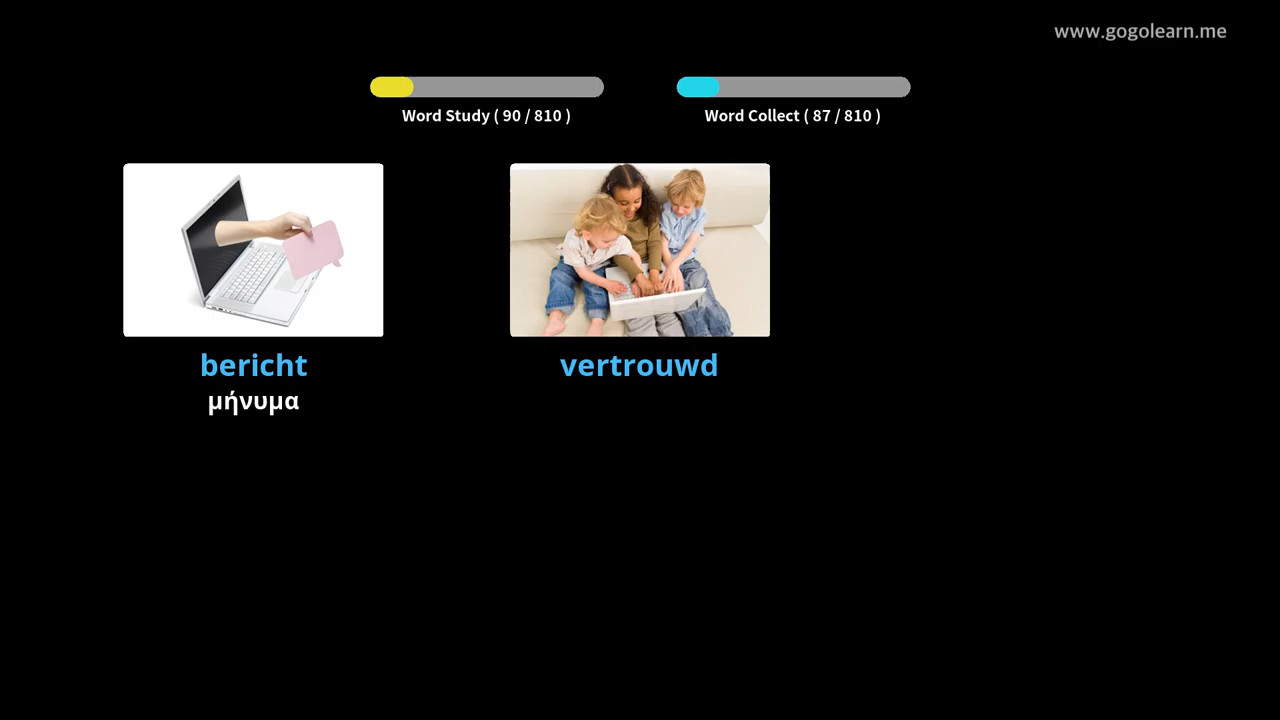 www.gogolearn.me
Word Study ( 90 / 810 )
Word Collect ( 87 / 810 )
bericht
μήνυμα
vertrouwd